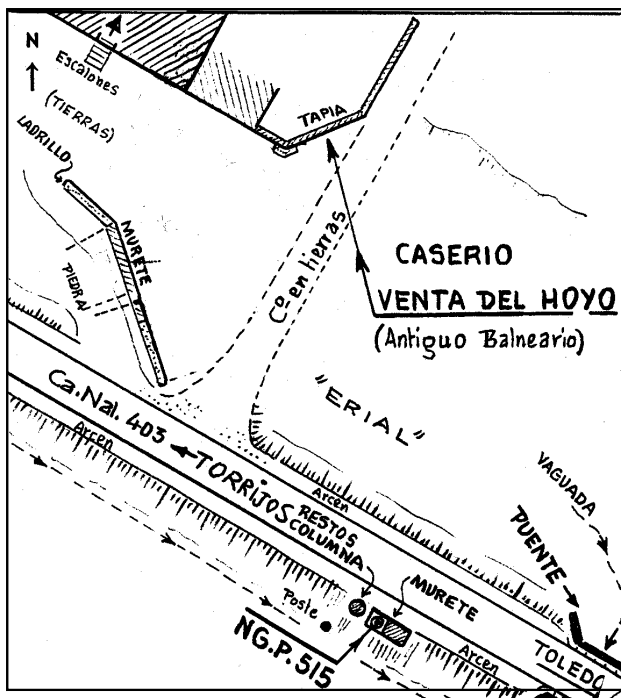 N
Escalones
(TIERRAS)
LADRILLO
MURETE
PIEDRA
TAPIA
Cº en tierras
CASERIO
VENTA DEL HOYO
(Antiguo Balneario)
"ERIAL"
Ca. Nal. 403
TORRIJOS
Arcen
Arcen
RESTOS
COLUMNA
VAGUADA
PUENTE
MURETE
Poste
NG.P. 515
Arcen
TOLEDO